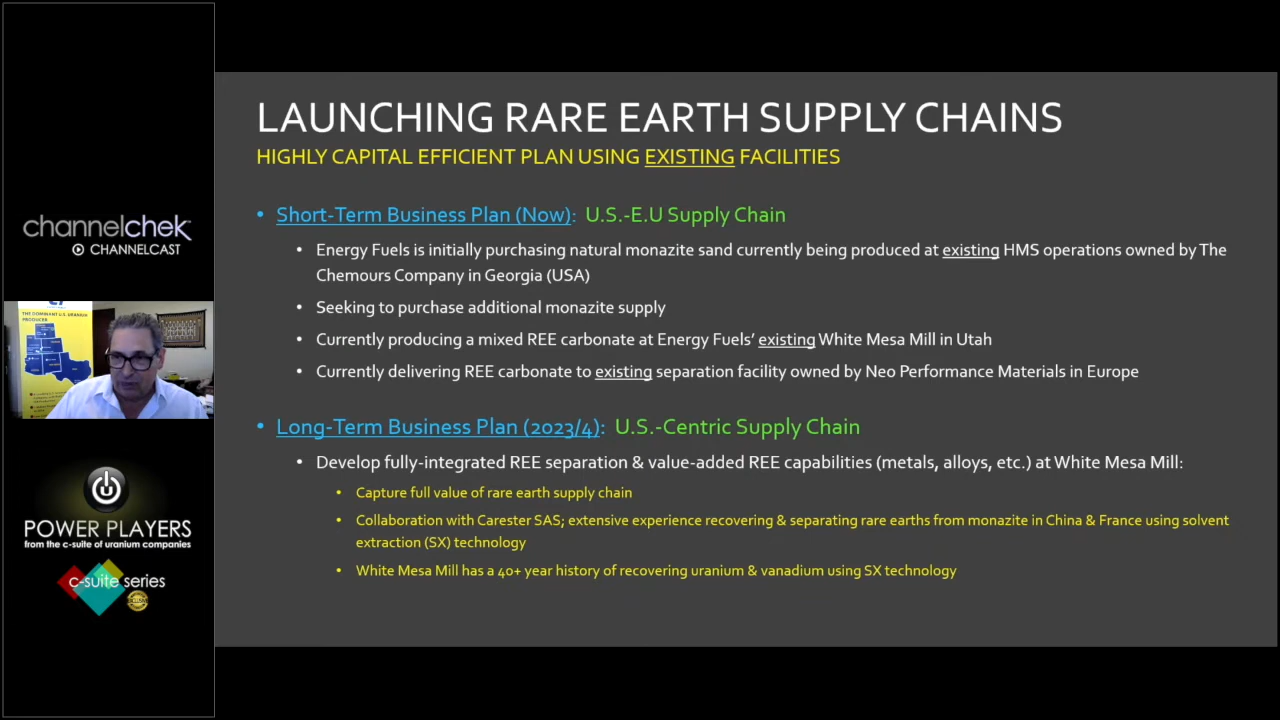 LAUNCHING RARE EARTH SUPPLY CHAINS
HIGHLY CAPITAL EFFICIENT PLAN USING EXISTING FACILITIES
• Short-Term Business Plan (Now): U.S.-E.U Supply Chain
• Energy Fuels is initially purchasing natural monazite sand currently being produced at existing HMS operations owned by The
Chemours Company in Georgia (USA)
• Seeking to purchase additional monazite supply
• Currently producing a mixed REE carbonate at Energy Fuels’ existing White Mesa Mill in Utah
• Currently delivering REE carbonate to existing separation facility owned by Neo Performance Materials in Europe
• Long-Term Business Plan (2023/4): U.S.-Centric Supply Chain
• Develop fully-integrated REE separation & value-added REE capabilities (metals, alloys, etc.) at White Mesa Mill:
• Capture full value of rare earth supply chain
• Collaboration with Carester SAS; extensive experience recovering & separating rare earths from monazite in China & France using solvent
extraction (SX) technology
• White Mesa Mill has a 40+ year history of recovering uranium & vanadium using SX technology
channelchek
CHANNELCAST
THE DOMINANT U.S. URANIUM
PRODUCER
POWER PLAYERS
from the c-suite of uranium companies
c-suite series